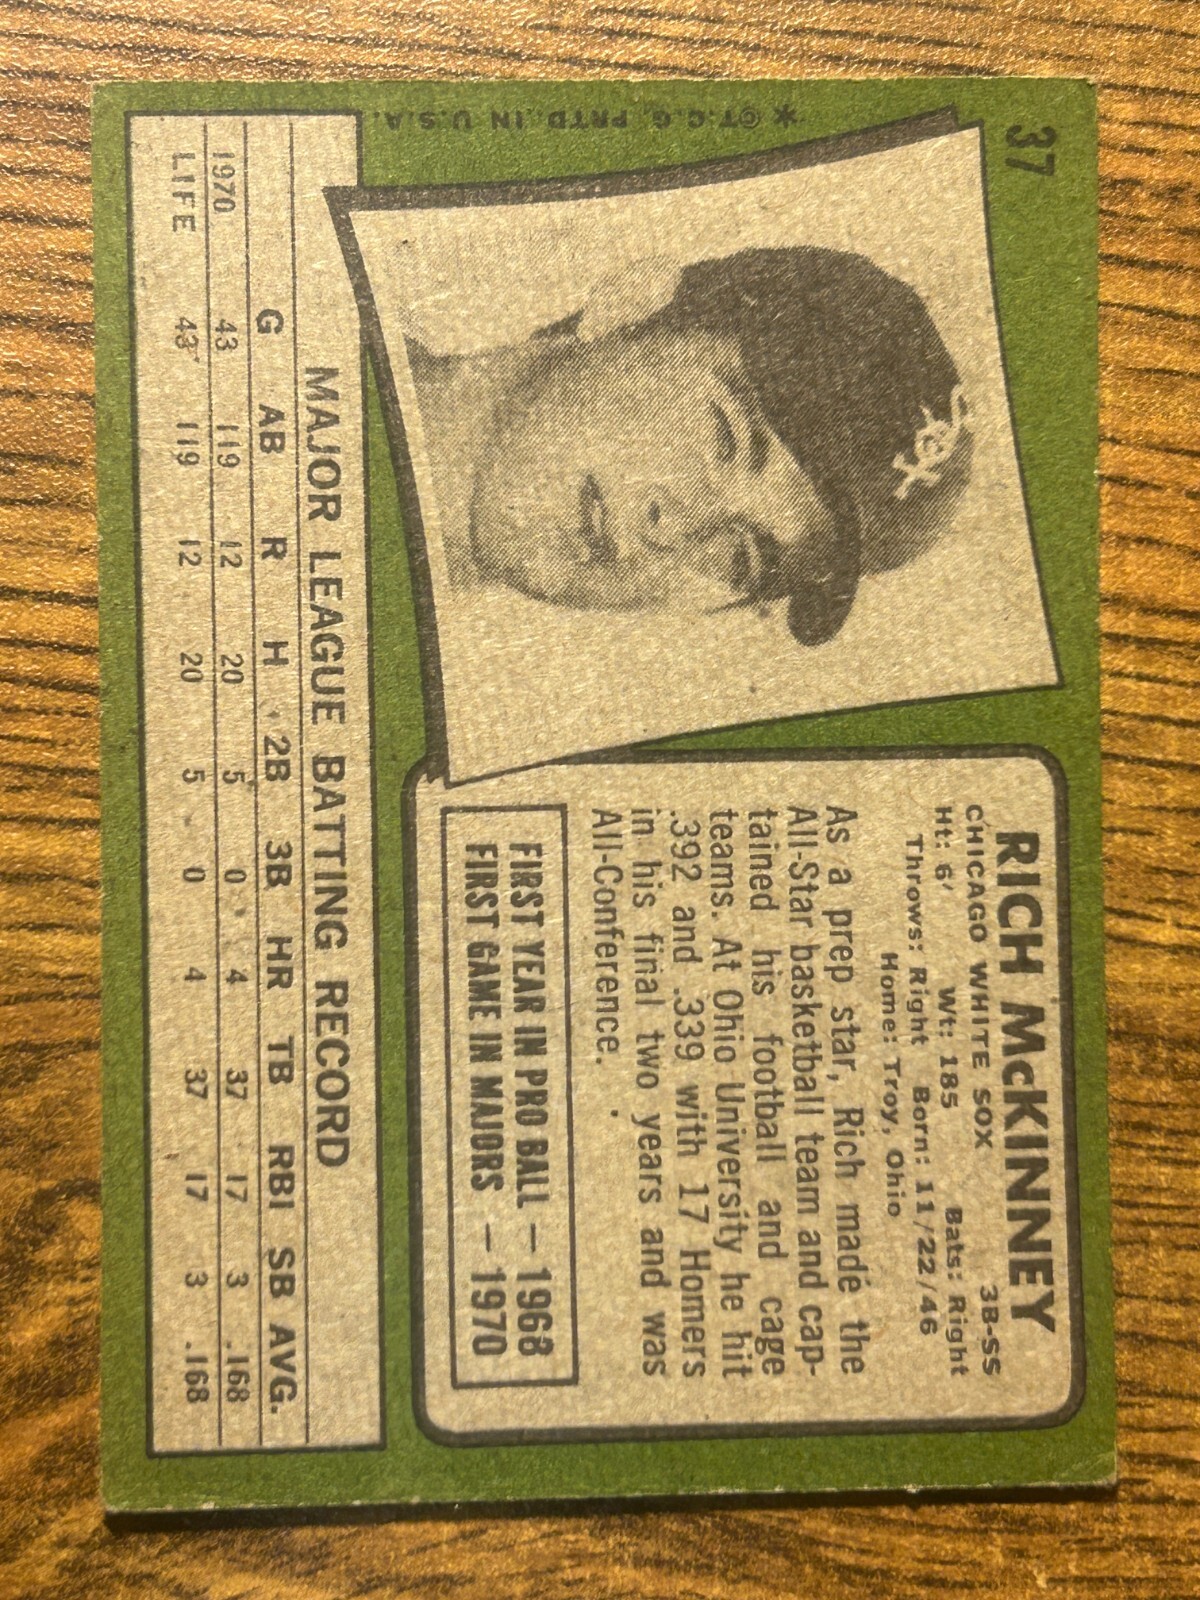 37
*©T.C.G. PRTD. IN U.S.A.
RICH McKINNEY
CHICAGO WHITE SOX 3B-SS
Ht: 6' Wt: 185 Bats: Right
Throws: Right Born: 11/22/46
Home: Troy, Ohio
As a prep star, Rich made the
All-Star basketball team and cap-
tained his football and cage
teams. At Ohio University he hit
.392 and .339 with 17 Homers
in his final two years and was
All-Conference.
FIRST YEAR IN PRO BALL — 1968
FIRST GAME IN MAJORS — 1970
MAJOR LEAGUE BATTING RECORD
G AB R H 2B 3B HR TB RBI SB AVG.
1970 43 119 12 20 5 0 4 37 17 3 .168
LIFE 43 119 12 20 5 0 4 37 17 3 .168